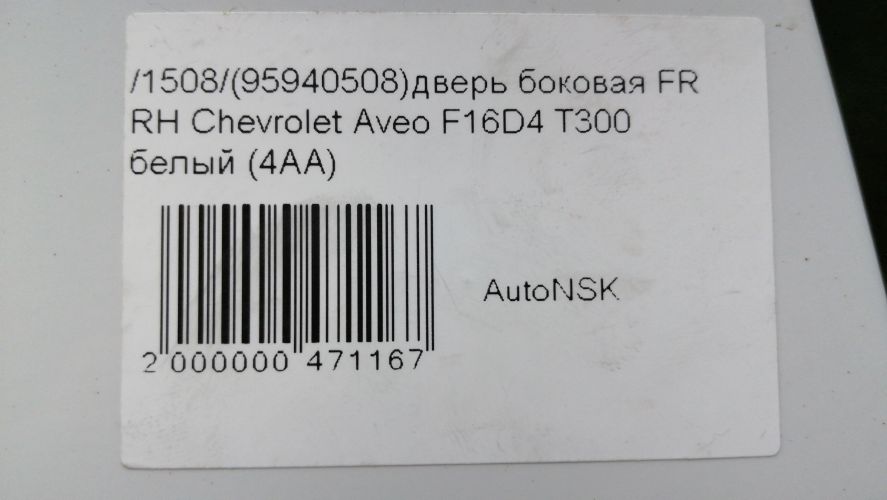 /1508/(95940508)дверь боковая FR
RH Chevrolet Aveo F16D4 T300
белый (4AA)
AutoNSK
2 000000 471167